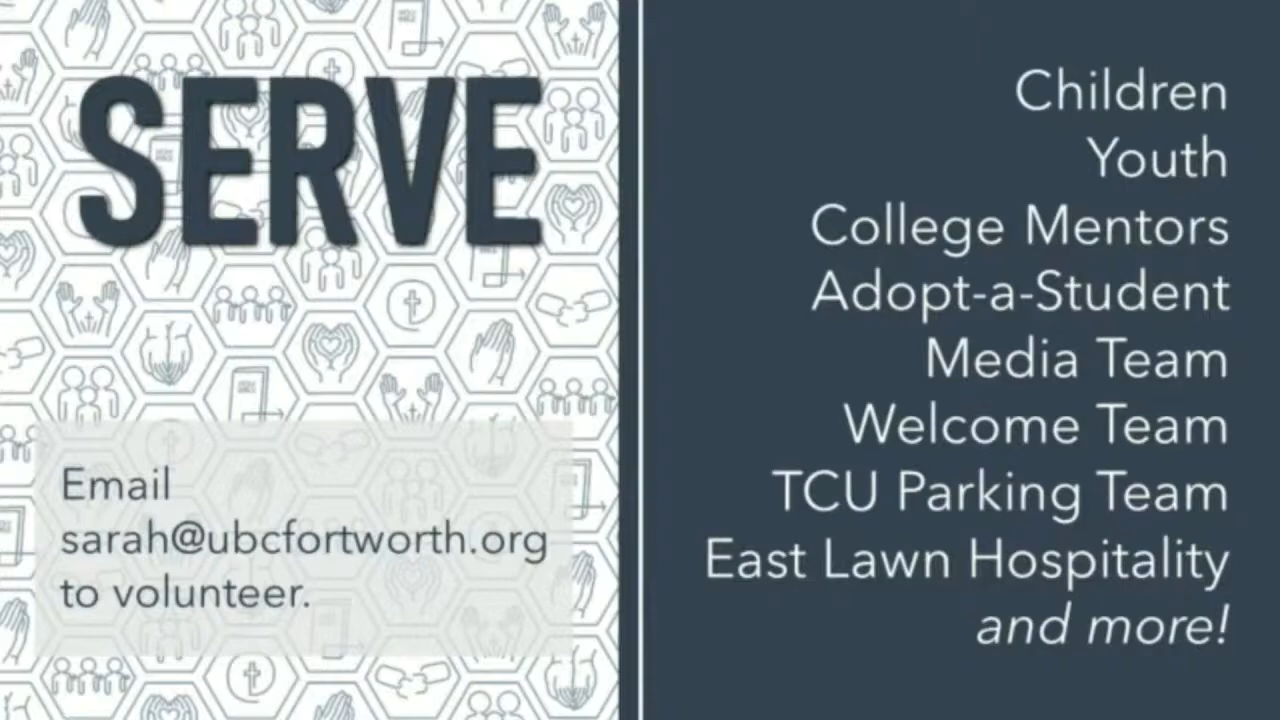 SERVE
Email
sarah@ubcfortworth.org
to volunteer.
Children
Youth
College Mentors
Adopt-a-Student
Media Team
Welcome Team
TCU Parking Team
East Lawn Hospitality
and more!